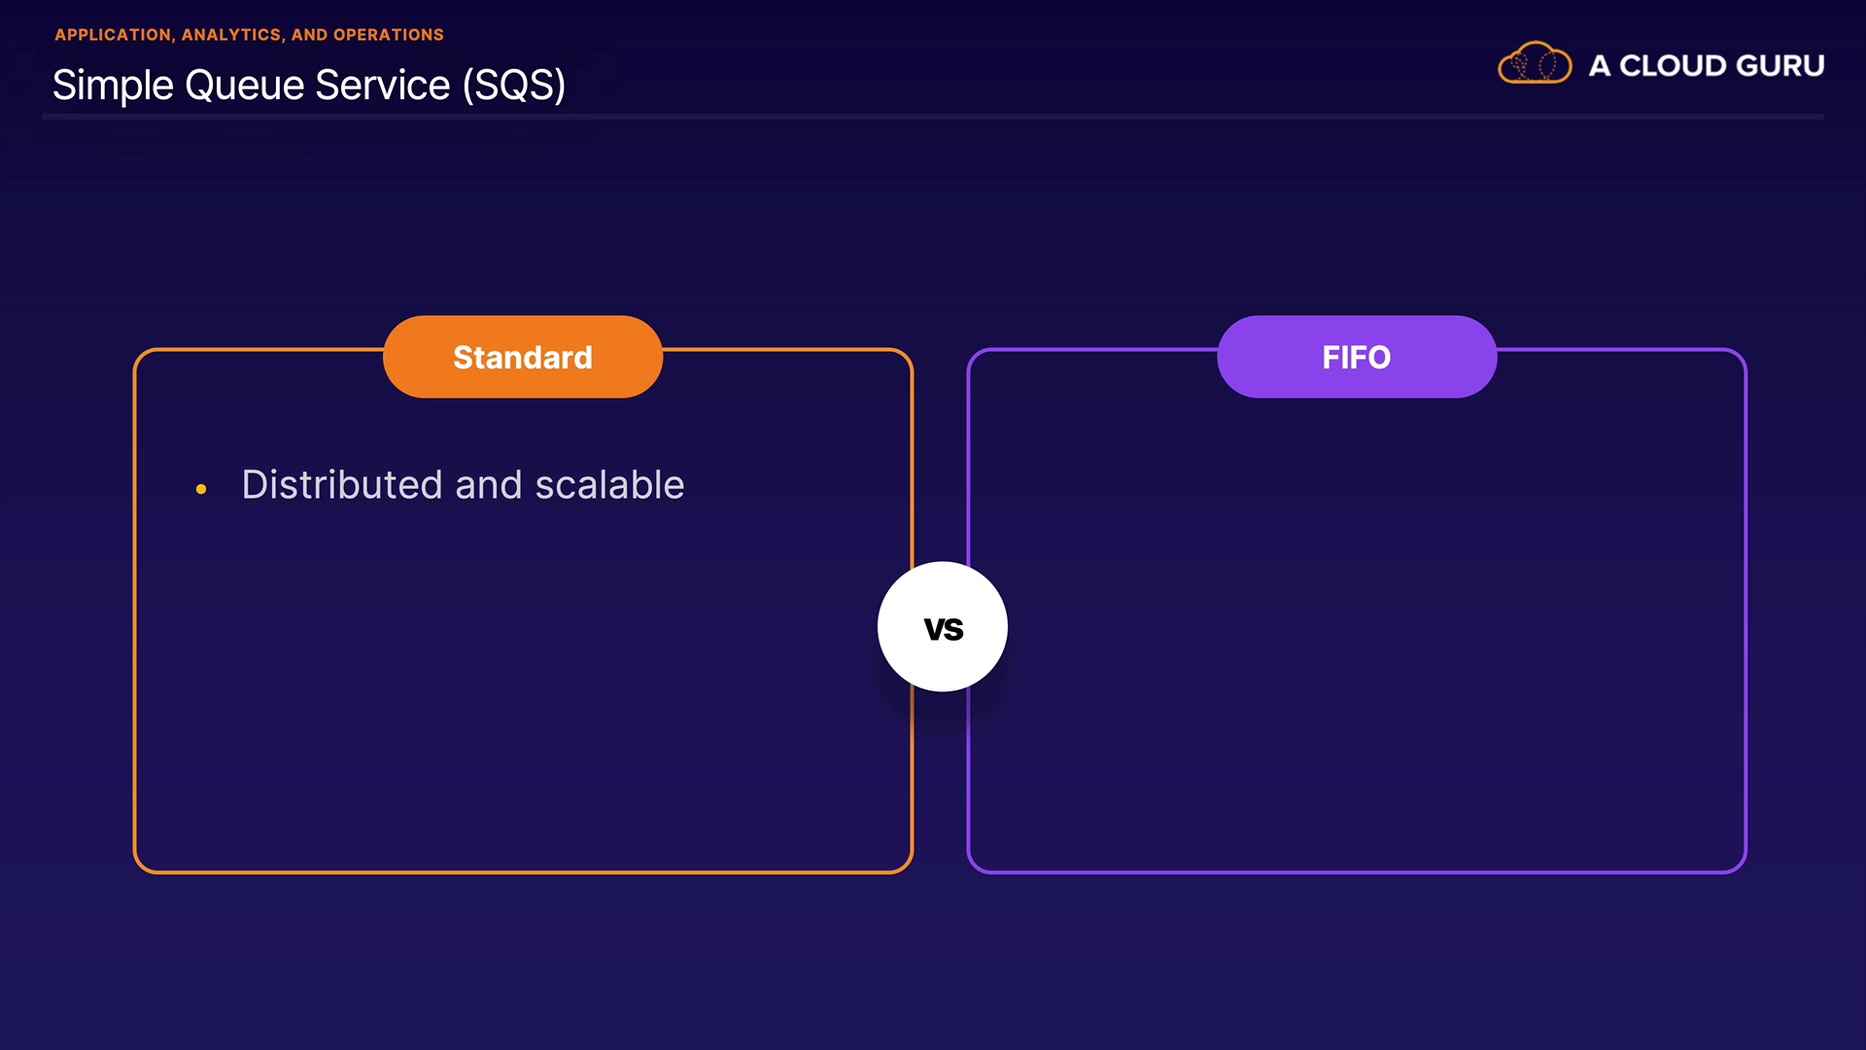 APPLICATION, ANALYTICS, AND OPERATIONS
Simple Queue Service (SQS)
A CLOUD GURU
Standard
• Distributed and scalable
VS
FIFO